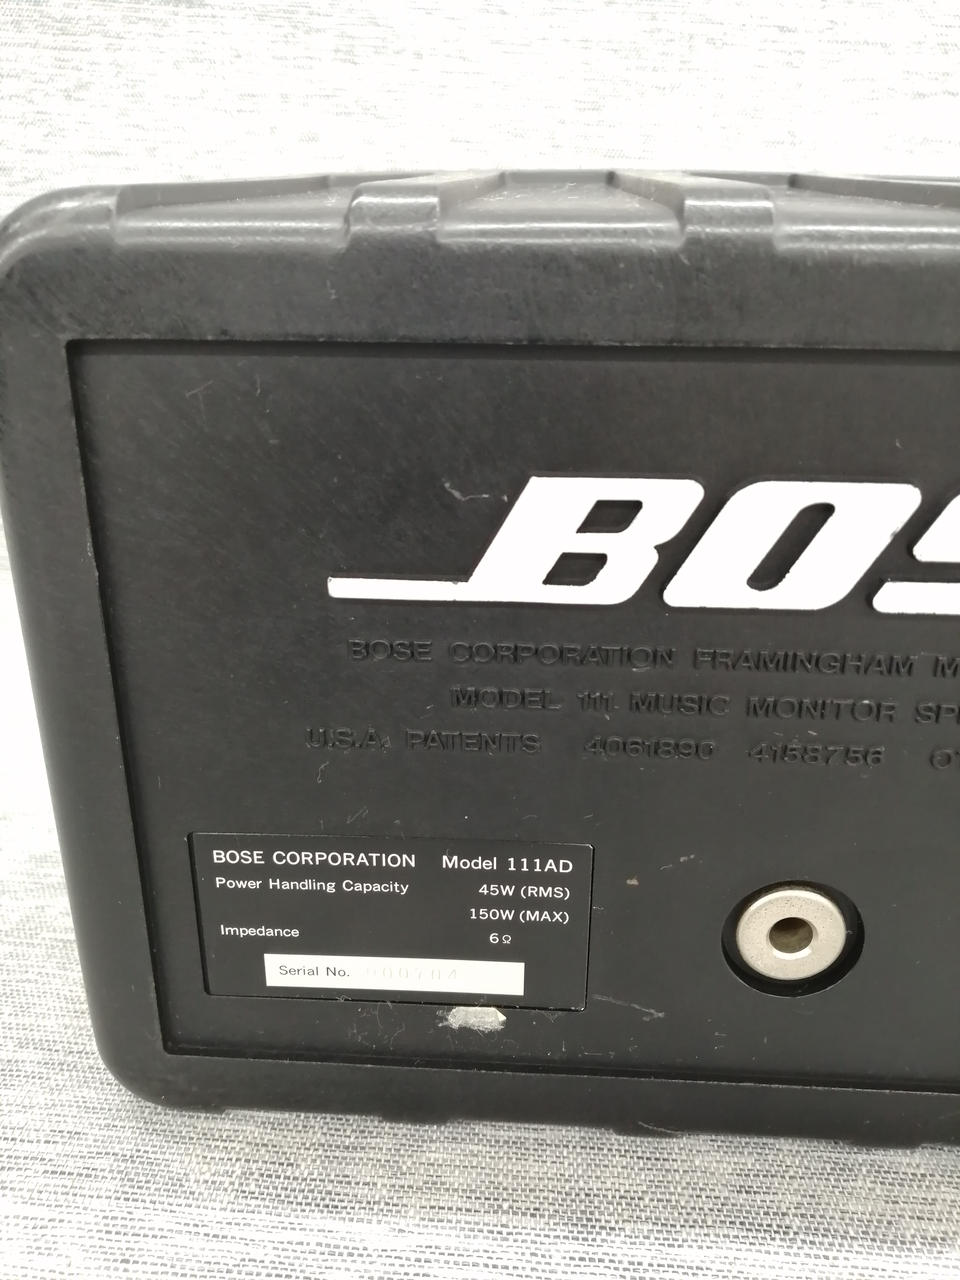 BOS
BOSE CORPORATION FRAMINGHAM M
MODEL 111 MUSIC MONITOR SP
U.S.A. PATENTS 4061890 4158756
BOSE CORPORATION Model 111AD
Power Handling Capacity 45W (RMS)
150W (MAX)
Impedance 6Ω
Serial No.